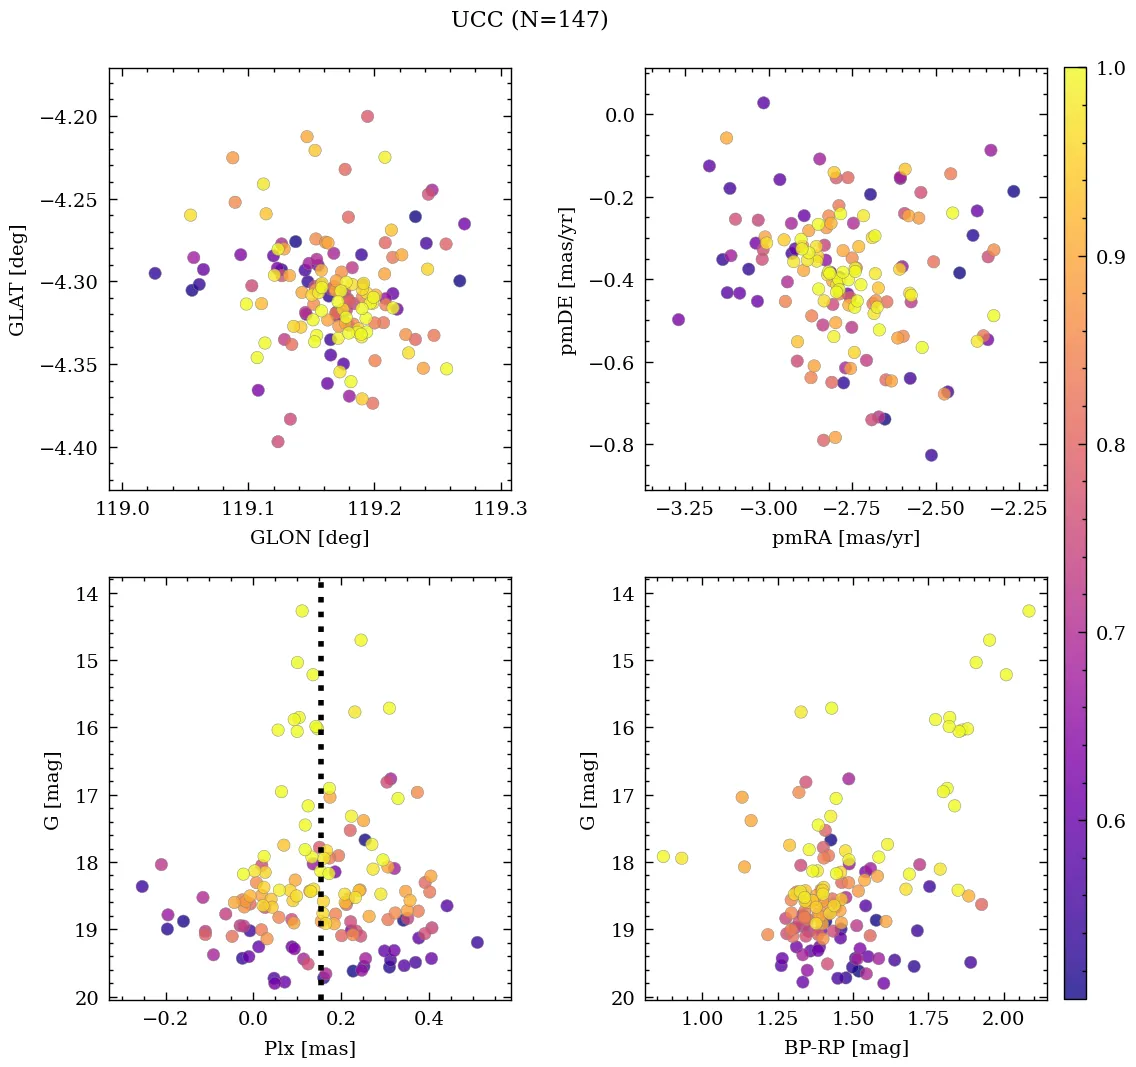 UCC (N=147)
−4.20
−4.25
−4.30
−4.35
−4.40
GLAT [deg]
119.0 119.1 119.2 119.3
GLON [deg]
0.0
−0.2
−0.4
−0.6
−0.8
pmDE [mas/yr]
−3.25 −3.00 −2.75 −2.50 −2.25
pmRA [mas/yr]
1.0
0.9
0.8
0.7
0.6
14
15
16
17
18
19
20
G [mag]
−0.2 0.0 0.2 0.4
Plx [mas]
14
15
16
17
18
19
20
G [mag]
1.00 1.25 1.50 1.75 2.00
BP-RP [mag]